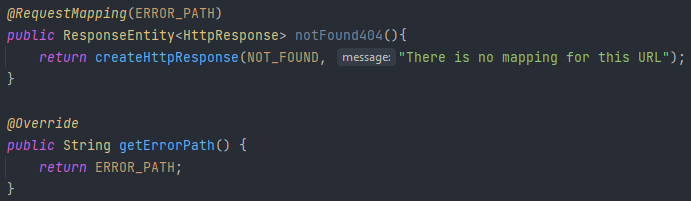 @RequestMapping(ERROR_PATH)
public ResponseEntity<HttpResponse> notFound404(){
return createHttpResponse(NOT_FOUND, message: "There is no mapping for this URL");
}
@Override
public String getErrorPath() {
return ERROR_PATH;
}